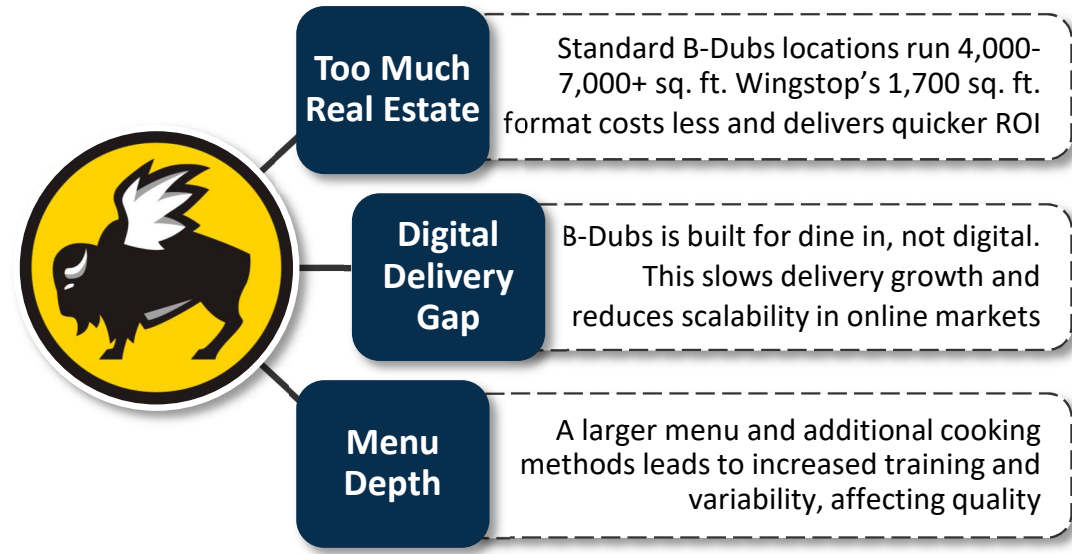 Too Much
Real Estate
Standard B-Dubs locations run 4,000-
7,000+ sq. ft. Wingstop’s 1,700 sq. ft.
format costs less and delivers quicker ROI
Digital
Delivery
Gap
B-Dubs is built for dine in, not digital.
This slows delivery growth and
reduces scalability in online markets
Menu
Depth
A larger menu and additional cooking
methods leads to increased training and
variability, affecting quality